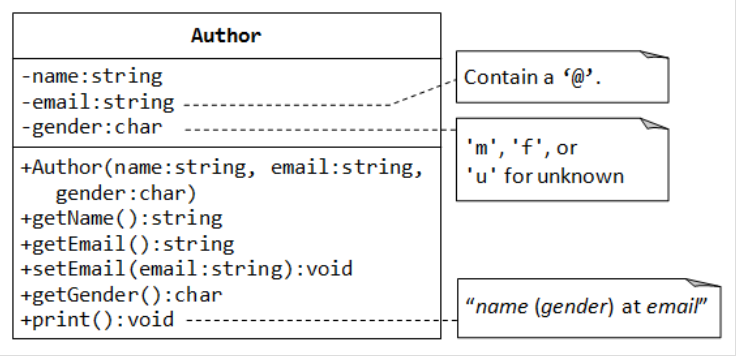 Author
-name:string
-email:string
-gender:char
+Author(name:string, email:string,
gender:char)
+getName():string
+getEmail():string
+setEmail(email:string):void
+getGender():char
+print():void
Contain a ‘@’.
'm', 'f', or
'u' for unknown
“name (gender) at email”